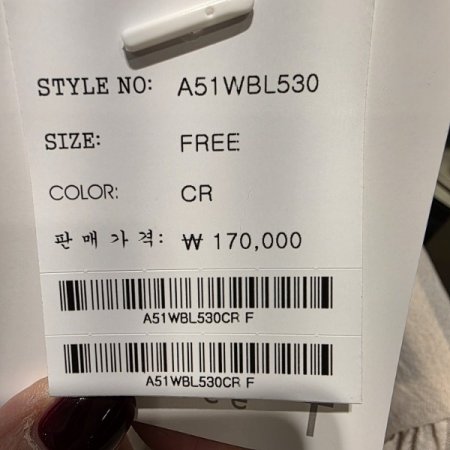 STYLE NO: A51WBL530
SIZE: FREE
COLOR: CR
판매가격: ₩ 170,000
A51WBL530CR F
A51WBL530CR F